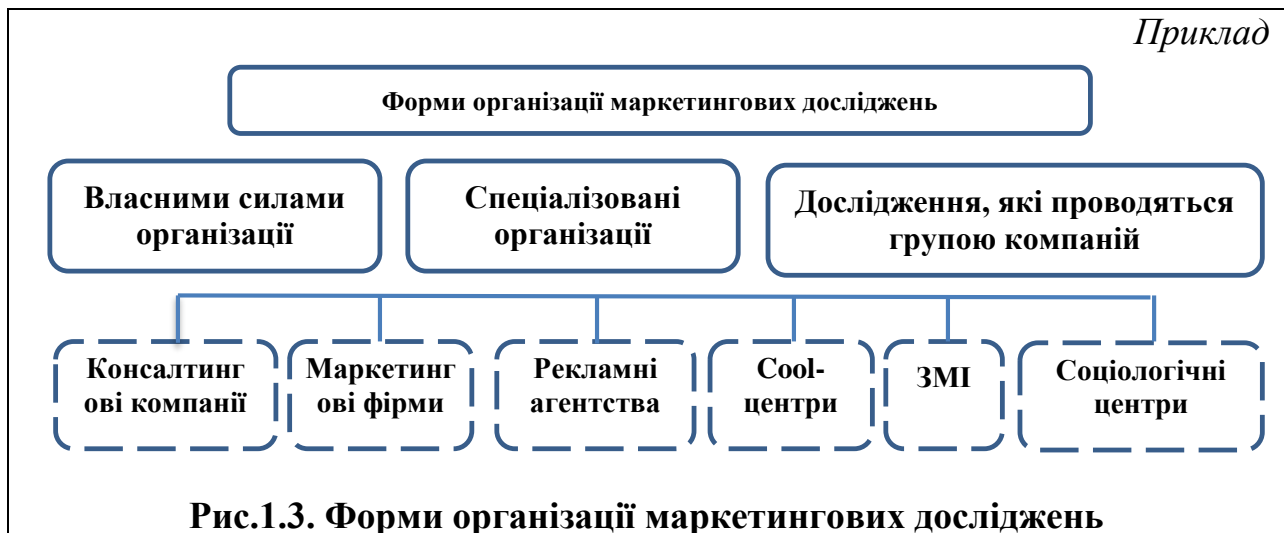 Приклад
Форми організації маркетингових досліджень
Власними силами
організації
Спеціалізовані
організації
Дослідження, які проводяться
групою компаній
Консалтинг
ові компанії
Маркетинг
ові фірми
Рекламні
агентства
Cool-
центри
ЗМІ
Соціологічні
центри
Рис.1.3. Форми організації маркетингових досліджень